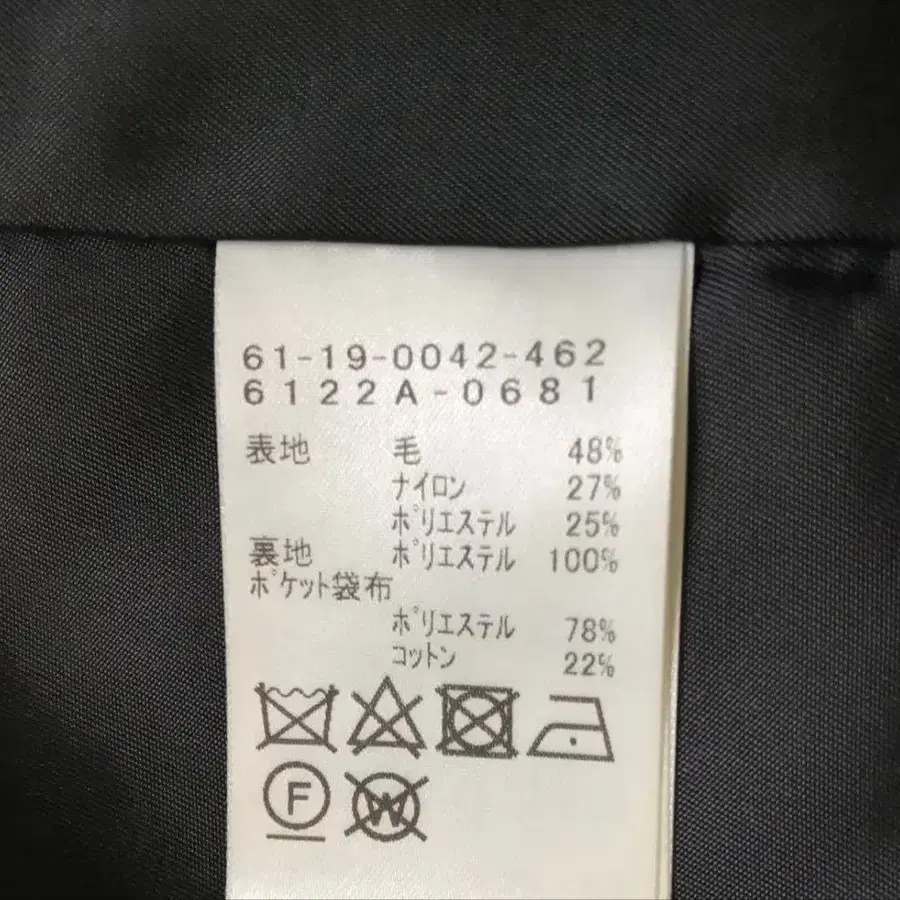 61-19-0042-462
6122A-0681
表地 毛 48%
ナイロン 27%
ポリエステル 25%
裏地 ポリエステル 100%
ポケット袋布
ポリエステル 78%
コットン 22%
F W